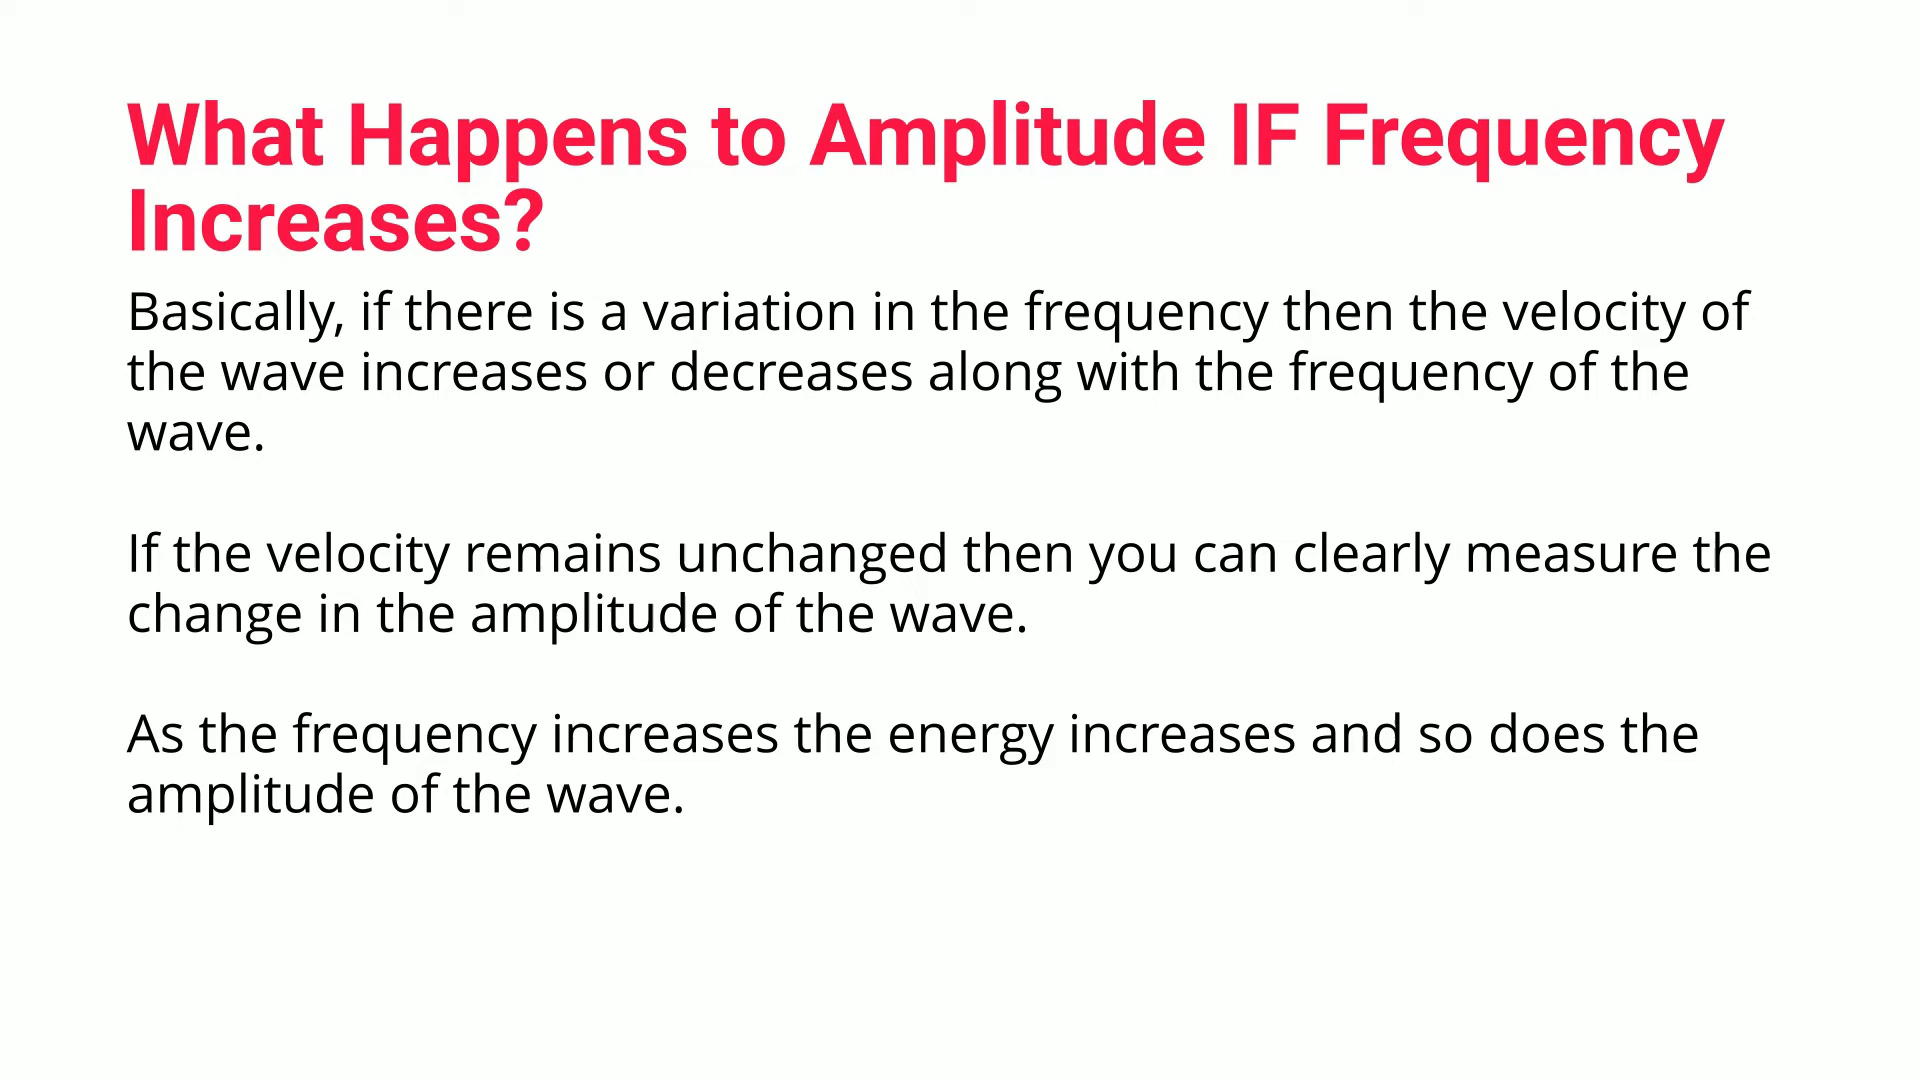 What Happens to Amplitude IF Frequency
Increases?
Basically, if there is a variation in the frequency then the velocity of
the wave increases or decreases along with the frequency of the
wave.
If the velocity remains unchanged then you can clearly measure the
change in the amplitude of the wave.
As the frequency increases the energy increases and so does the
amplitude of the wave.